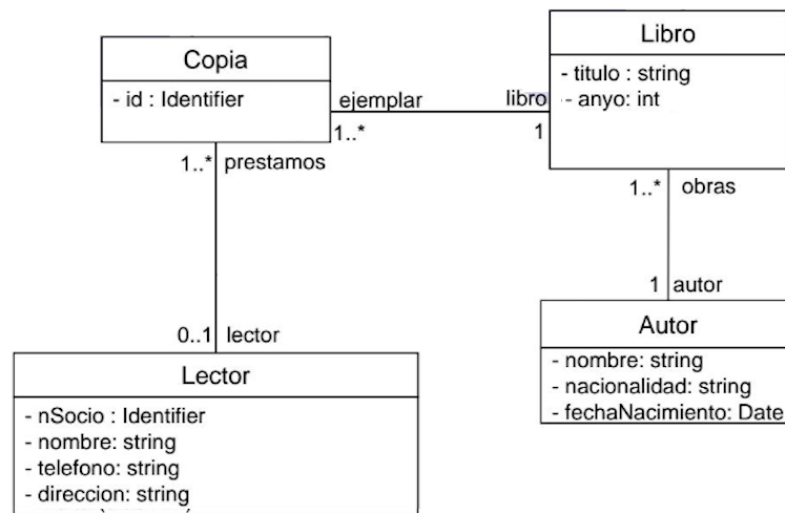 Copia
- id : Identifier
ejemplar
1..*
libro
1
Libro
- titulo : string
- anyo: int
1..* prestamos
0..1 lector
1..* obras
1 autor
Lector
- nSocio : Identifier
- nombre: string
- telefono: string
- direccion: string
Autor
- nombre: string
- nacionalidad: string
- fechaNacimiento: Date